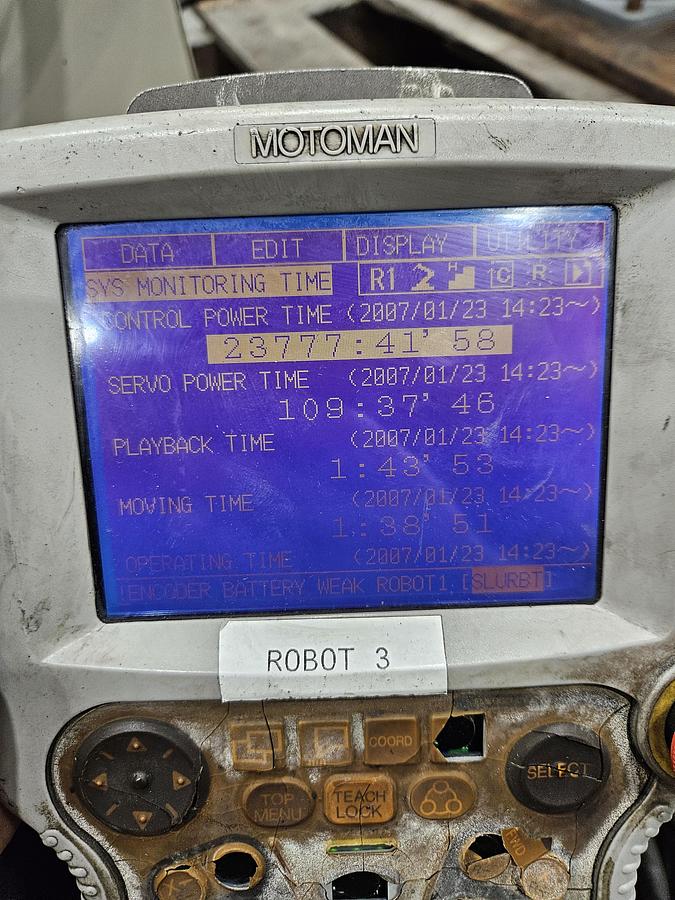 MOTOMAN
DATA EDIT DISPLAY UTILITY
SYS MONITORING TIME R1 H C R
CONTROL POWER TIME (2007/01/23 14:23~)
23777:41' 58
SERVO POWER TIME (2007/01/23 14:23~)
109:37' 46
PLAYBACK TIME (2007/01/23 14:23~)
1:43' 53
MOVING TIME (2007/01/23 14:23~)
1:38' 51
OPERATING TIME (2007/01/23 14:23~)
!ENCODER BATTERY WEAK ROBOT1 [SLURBT]
ROBOT 3
COORD
SELECT
TOP MENU
TEACH LOCK
FWD